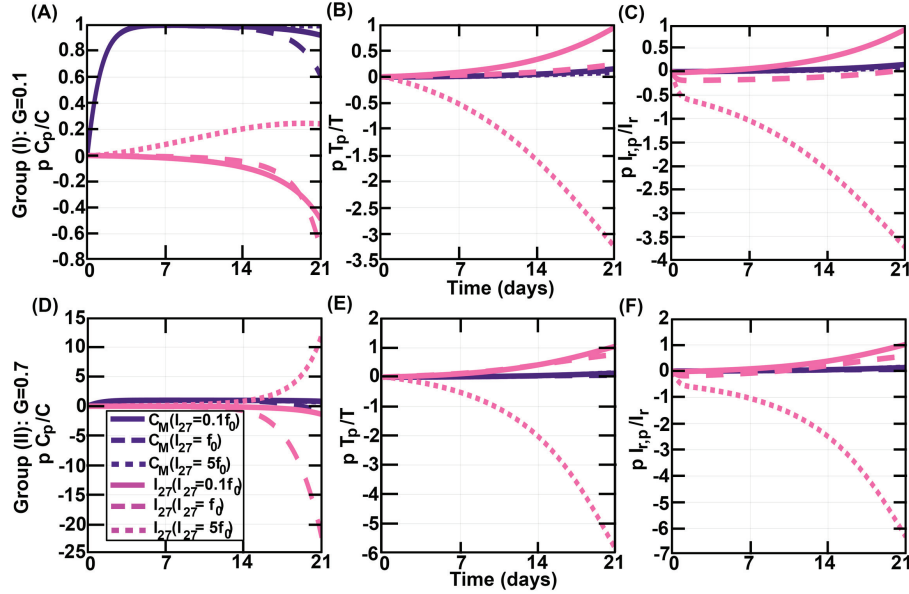 (A) (B) (C)
Group (I): G=0.1
p C_p/C
1
0.8
0.6
0.4
0.2
0
-0.2
-0.4
-0.6
-0.8
0 7 14 21
p T_p/T
1
0.5
0
-0.5
-1
-1.5
-2
-2.5
-3
-3.5
7 14 21
p I_r,p/I_r
1
0.5
0
-0.5
-1
-1.5
-2
-2.5
-3
-3.5
-4
0 7 14 21
Time (days)
(D) (E) (F)
Group (II): G=0.7
p C_p/C
15
10
5
0
-5
-10
-15
-20
-25
0 7 14 21
C_M(I_27=0.1f_0)
C_M(I_27= f_0)
C_M(I_27= 5f_0)
I_27(I_27=0.1f_0)
I_27(I_27= f_0)
I_27(I_27= 5f_0)
p T_p/T
2
1
0
-1
-2
-3
-4
-5
-6
0 7 14 21
p I_r,p/I_r
2
1
0
-1
-2
-3
-4
-5
-6
-7
0 7 14 21
Time (days)